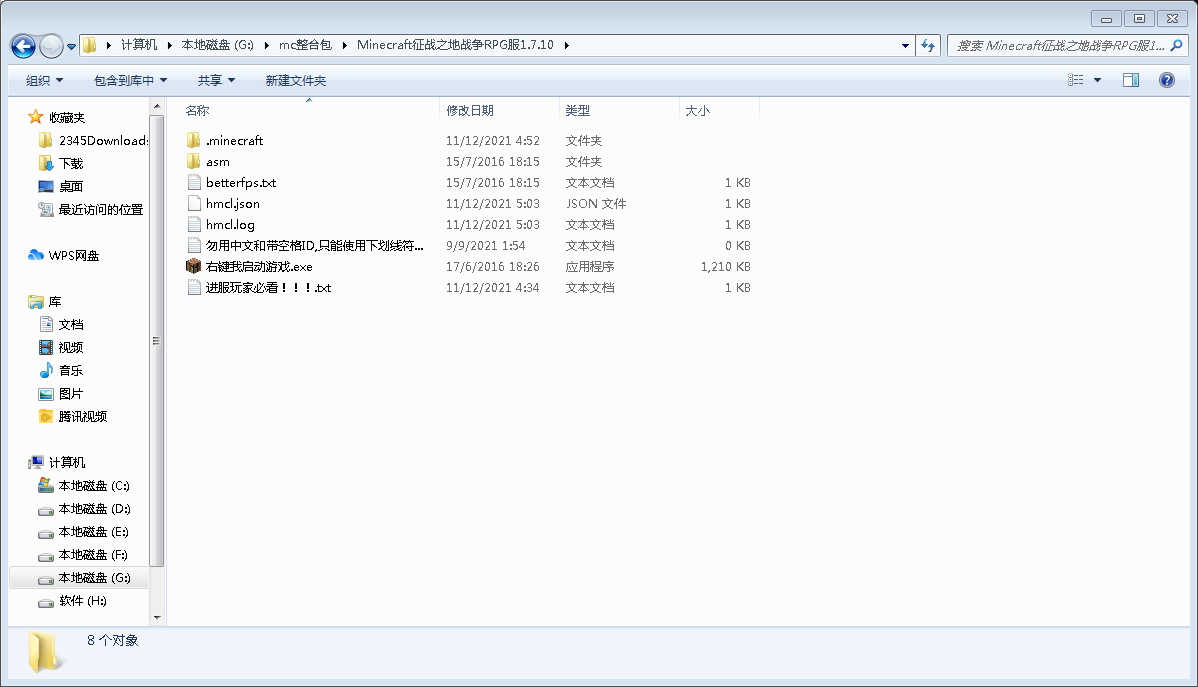 计算机 本地磁盘 (G:) mc整合包 Minecraft征战之地战争RPG服1.7.10
搜索 Minecraft征战之地战争RPG服1...
组织 包含到库中 共享 新建文件夹
收藏夹
2345Downloads
下载
桌面
最近访问的位置
WPS网盘
库
文档
视频
音乐
图片
腾讯视频
计算机
本地磁盘 (C:)
本地磁盘 (D:)
本地磁盘 (E:)
本地磁盘 (F:)
本地磁盘 (G:)
软件 (H:)
名称 修改日期 类型 大小
.minecraft 11/12/2021 4:52 文件夹
asm 15/7/2016 18:15 文件夹
betterfps.txt 15/7/2016 18:15 文本文档 1 KB
hmcl.json 11/12/2021 5:03 JSON 文件 1 KB
hmcl.log 11/12/2021 5:03 文本文档 1 KB
勿用中文和带空格ID,只能使用下划线符... 9/9/2021 1:54 文本文档 0 KB
右键我启动游戏.exe 17/6/2016 18:26 应用程序 1,210 KB
进服玩家必看！！！.txt 11/12/2021 4:34 文本文档 1 KB
8 个对象